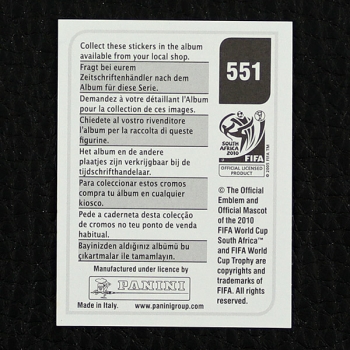 Collect these stickers in the album
available from your local shop.
Fragt bei eurem
Zeitschriftenhändler nach dem
Album für diese Serie.
Demandez à votre détaillant l'Album
pour la collection de ces images.
Chiedete al vostro rivenditore
l'album per la raccolta di queste
figurine.
Het album en de andere
plaatjes zijn verkrijgbaar bij de
tijdschrifthandelaar.
Para coleccionar estos cromos
compra tu álbum en cualquier
kiosco.
Pede a caderneta desta colecção
de cromos no teu ponto de venda
habitual.
Bayinizden aldığınız albümü bu
çıkartmalar ile tamamlayın.
Manufactured under licence by
PANINI
Made in Italy.
www.paninigroup.com
551
SOUTH AFRICA
2010
FIFA
OFFICIAL LICENSED
PRODUCT
© 2005 FIFA TM
© The Official
Emblem and
Official Mascot
of the 2010
FIFA World Cup
South Africa™ and
FIFA World
Cup Trophy are
copyrights and
trademarks of
FIFA. All rights
reserved.